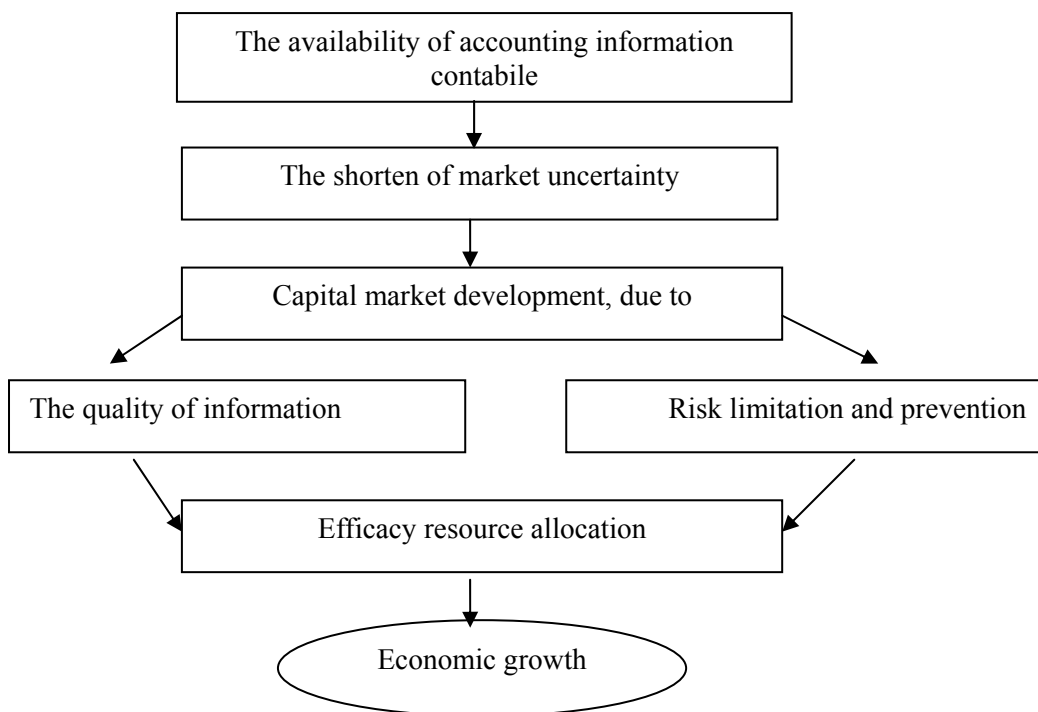 The availability of accounting information
contabile
The shorten of market uncertainty
Capital market development, due to
The quality of information
Risk limitation and prevention
Efficacy resource allocation
Economic growth